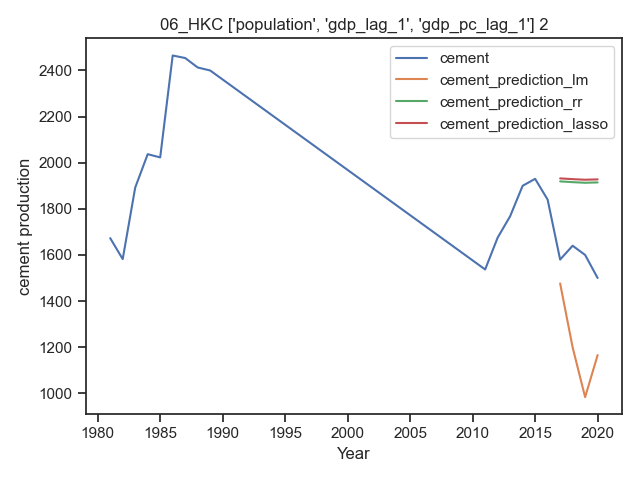 06_HKC ['population', 'gdp_lag_1', 'gdp_pc_lag_1'] 2
cement
cement_prediction_lm
cement_prediction_rr
cement_prediction_lasso
cement production
2400
2200
2000
1800
1600
1400
1200
1000
1980 1985 1990 1995 2000 2005 2010 2015 2020
Year